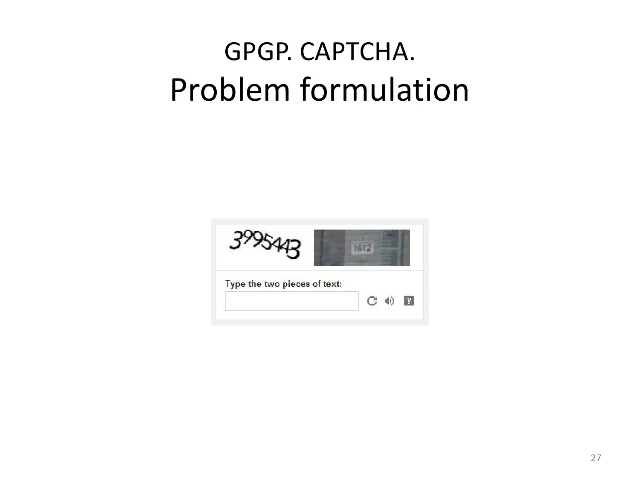 GPGP. CAPTCHA.
Problem formulation
3995443 1612
Type the two pieces of text:
27